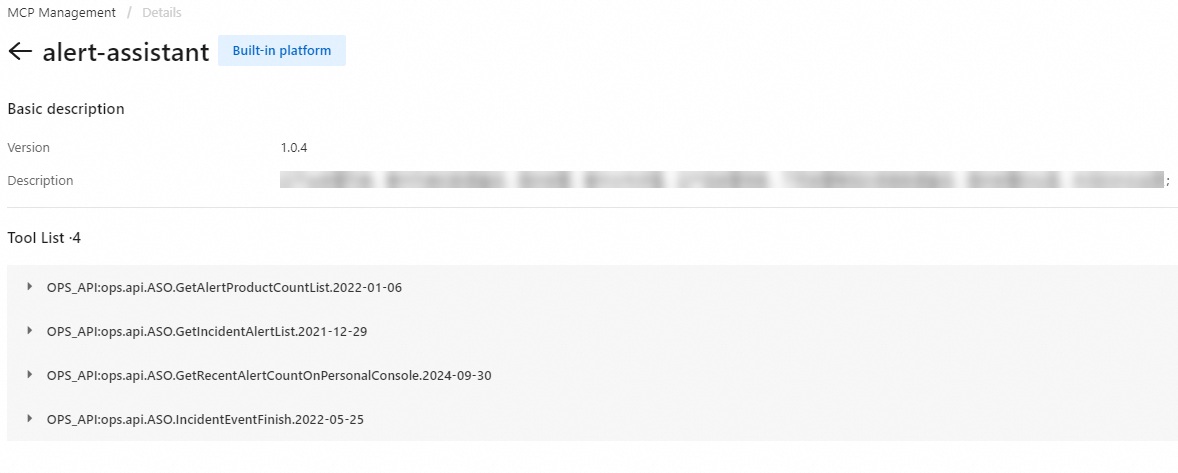 MCP Management / Details
alert-assistant Built-in platform
Basic description
Version 1.0.4
Description ;
Tool List ·4
OPS_API:ops.api.ASO.GetAlertProductCountList.2022-01-06
OPS_API:ops.api.ASO.GetIncidentAlertList.2021-12-29
OPS_API:ops.api.ASO.GetRecentAlertCountOnPersonalConsole.2024-09-30
OPS_API:ops.api.ASO.IncidentEventFinish.2022-05-25